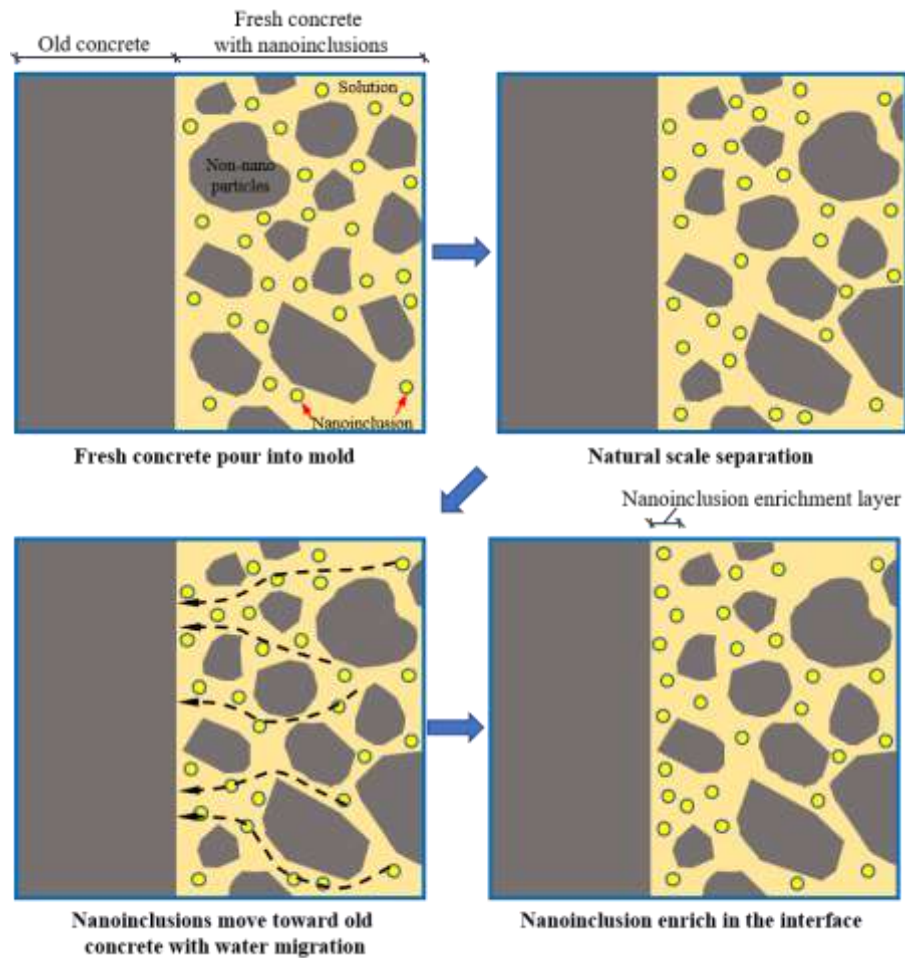 Old concrete
Fresh concrete
with nanoinclusions
Solution
Non-nano
particles
Nanoinclusion
Fresh concrete pour into mold
Natural scale separation
Nanoinclusion enrichment layer
Nanoinclusions move toward old
concrete with water migration
Nanoinclusion enrich in the interface